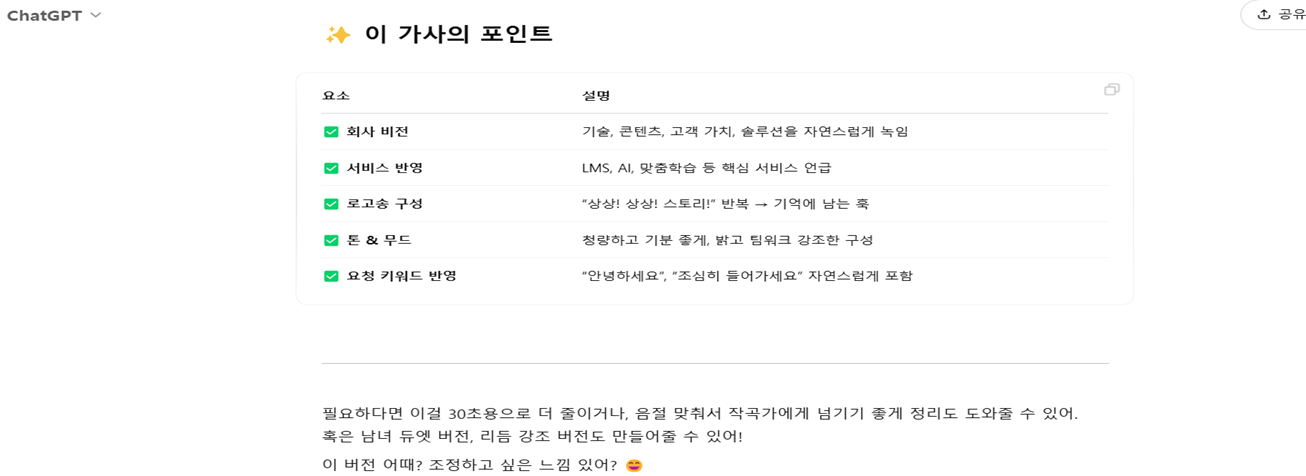 ChatGPT
공유
✨ 이 가사의 포인트
요소 설명
✅ 회사 비전 기술, 콘텐츠, 고객 가치, 솔루션을 자연스럽게 녹임
✅ 서비스 반영 LMS, AI, 맞춤학습 등 핵심 서비스 언급
✅ 로고송 구성 “상상! 상상! 스토리!” 반복 → 기억에 남는 훅
✅ 톤 & 무드 청량하고 기분 좋게, 밝고 팀워크 강조한 구성
✅ 요청 키워드 반영 “안녕하세요”, “조심히 들어가세요” 자연스럽게 포함
필요하다면 이걸 30초용으로 더 줄이거나, 음절 맞춰서 작곡가에게 넘기기 좋게 정리도 도와줄 수 있어.
혹은 남녀 듀엣 버전, 리듬 강조 버전도 만들어줄 수 있어!
이 버전 어때? 조정하고 싶은 느낌 있어? 😄